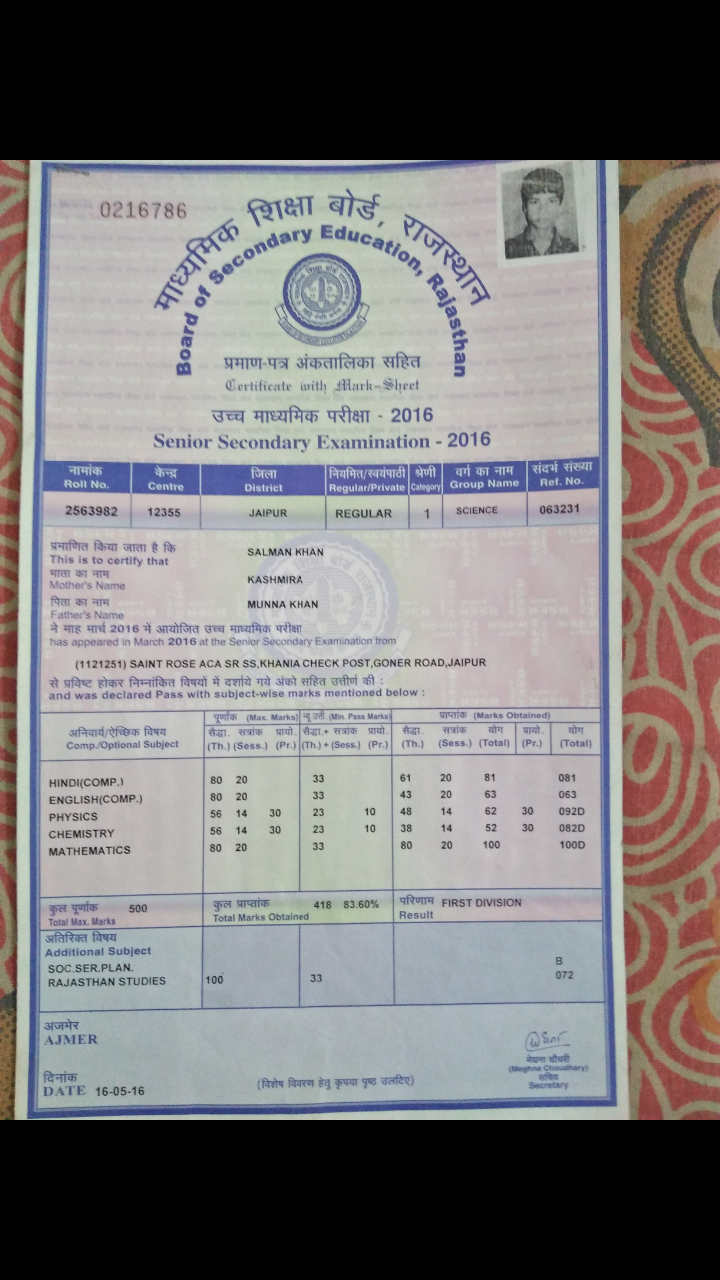 0216786
माध्यमिक शिक्षा बोर्ड, राजस्थान
Board of Secondary Education, Rajasthan
प्रमाण-पत्र अंकतालिका सहित
Certificate with Mark-Sheet
उच्च माध्यमिक परीक्षा - 2016
Senior Secondary Examination - 2016
नामांक केन्द्र जिला नियमित/स्वयंपाठी श्रेणी वर्ग का नाम संदर्भ संख्या
Roll No. Centre District Regular/Private Category Group Name Ref. No.
2563982 12355 JAIPUR REGULAR 1 SCIENCE 063231
प्रमाणित किया जाता है कि
This is to certify that SALMAN KHAN
माता का नाम
Mother's Name KASHMIRA
पिता का नाम
Father's Name MUNNA KHAN
ने माह मार्च 2016 में आयोजित उच्च माध्यमिक परीक्षा
has appeared in March 2016 at the Senior Secondary Examination from
(1121251) SAINT ROSE ACA SR SS,KHANIA CHECK POST,GONER ROAD,JAIPUR
से प्रविष्ट होकर निम्नांकित विषयों में दर्शाये गये अंको सहित उत्तीर्ण की :
and was declared Pass with subject-wise marks mentioned below :
पूर्णांक (Max. Marks) न्यू.उत्ती. (Min. Pass Marks) प्राप्तांक (Marks Obtained)
अनिवार्य/ऐच्छिक विषय सैद्धा. सत्रांक प्रायो. सैद्धा.+ सत्रांक प्रायो. सैद्धा. सत्रांक योग प्रायो. योग
Comp./Optional Subject (Th.) (Sess.) (Pr.) (Th.) + (Sess.) (Pr.) (Th.) (Sess.) (Total) (Pr.) (Total)
HINDI(COMP.) 80 20 33 61 20 81 081
ENGLISH(COMP.) 80 20 33 43 20 63 063
PHYSICS 56 14 30 23 10 48 14 62 30 092D
CHEMISTRY 56 14 30 23 10 38 14 52 30 082D
MATHEMATICS 80 20 33 80 20 100 100D
कुल पूर्णांक 500 कुल प्राप्तांक 418 83.60% परिणाम FIRST DIVISION
Total Max. Marks Total Marks Obtained Result
अतिरिक्त विषय
Additional Subject
SOC.SER.PLAN. B
RAJASTHAN STUDIES 100 33 072
अजमेर
AJMER
मेघना चौधरी
(Meghna Choudhary)
सचिव
Secretary
दिनांक
DATE 16-05-16
(विशेष विवरण हेतु कृपया पृष्ठ उलटिए)